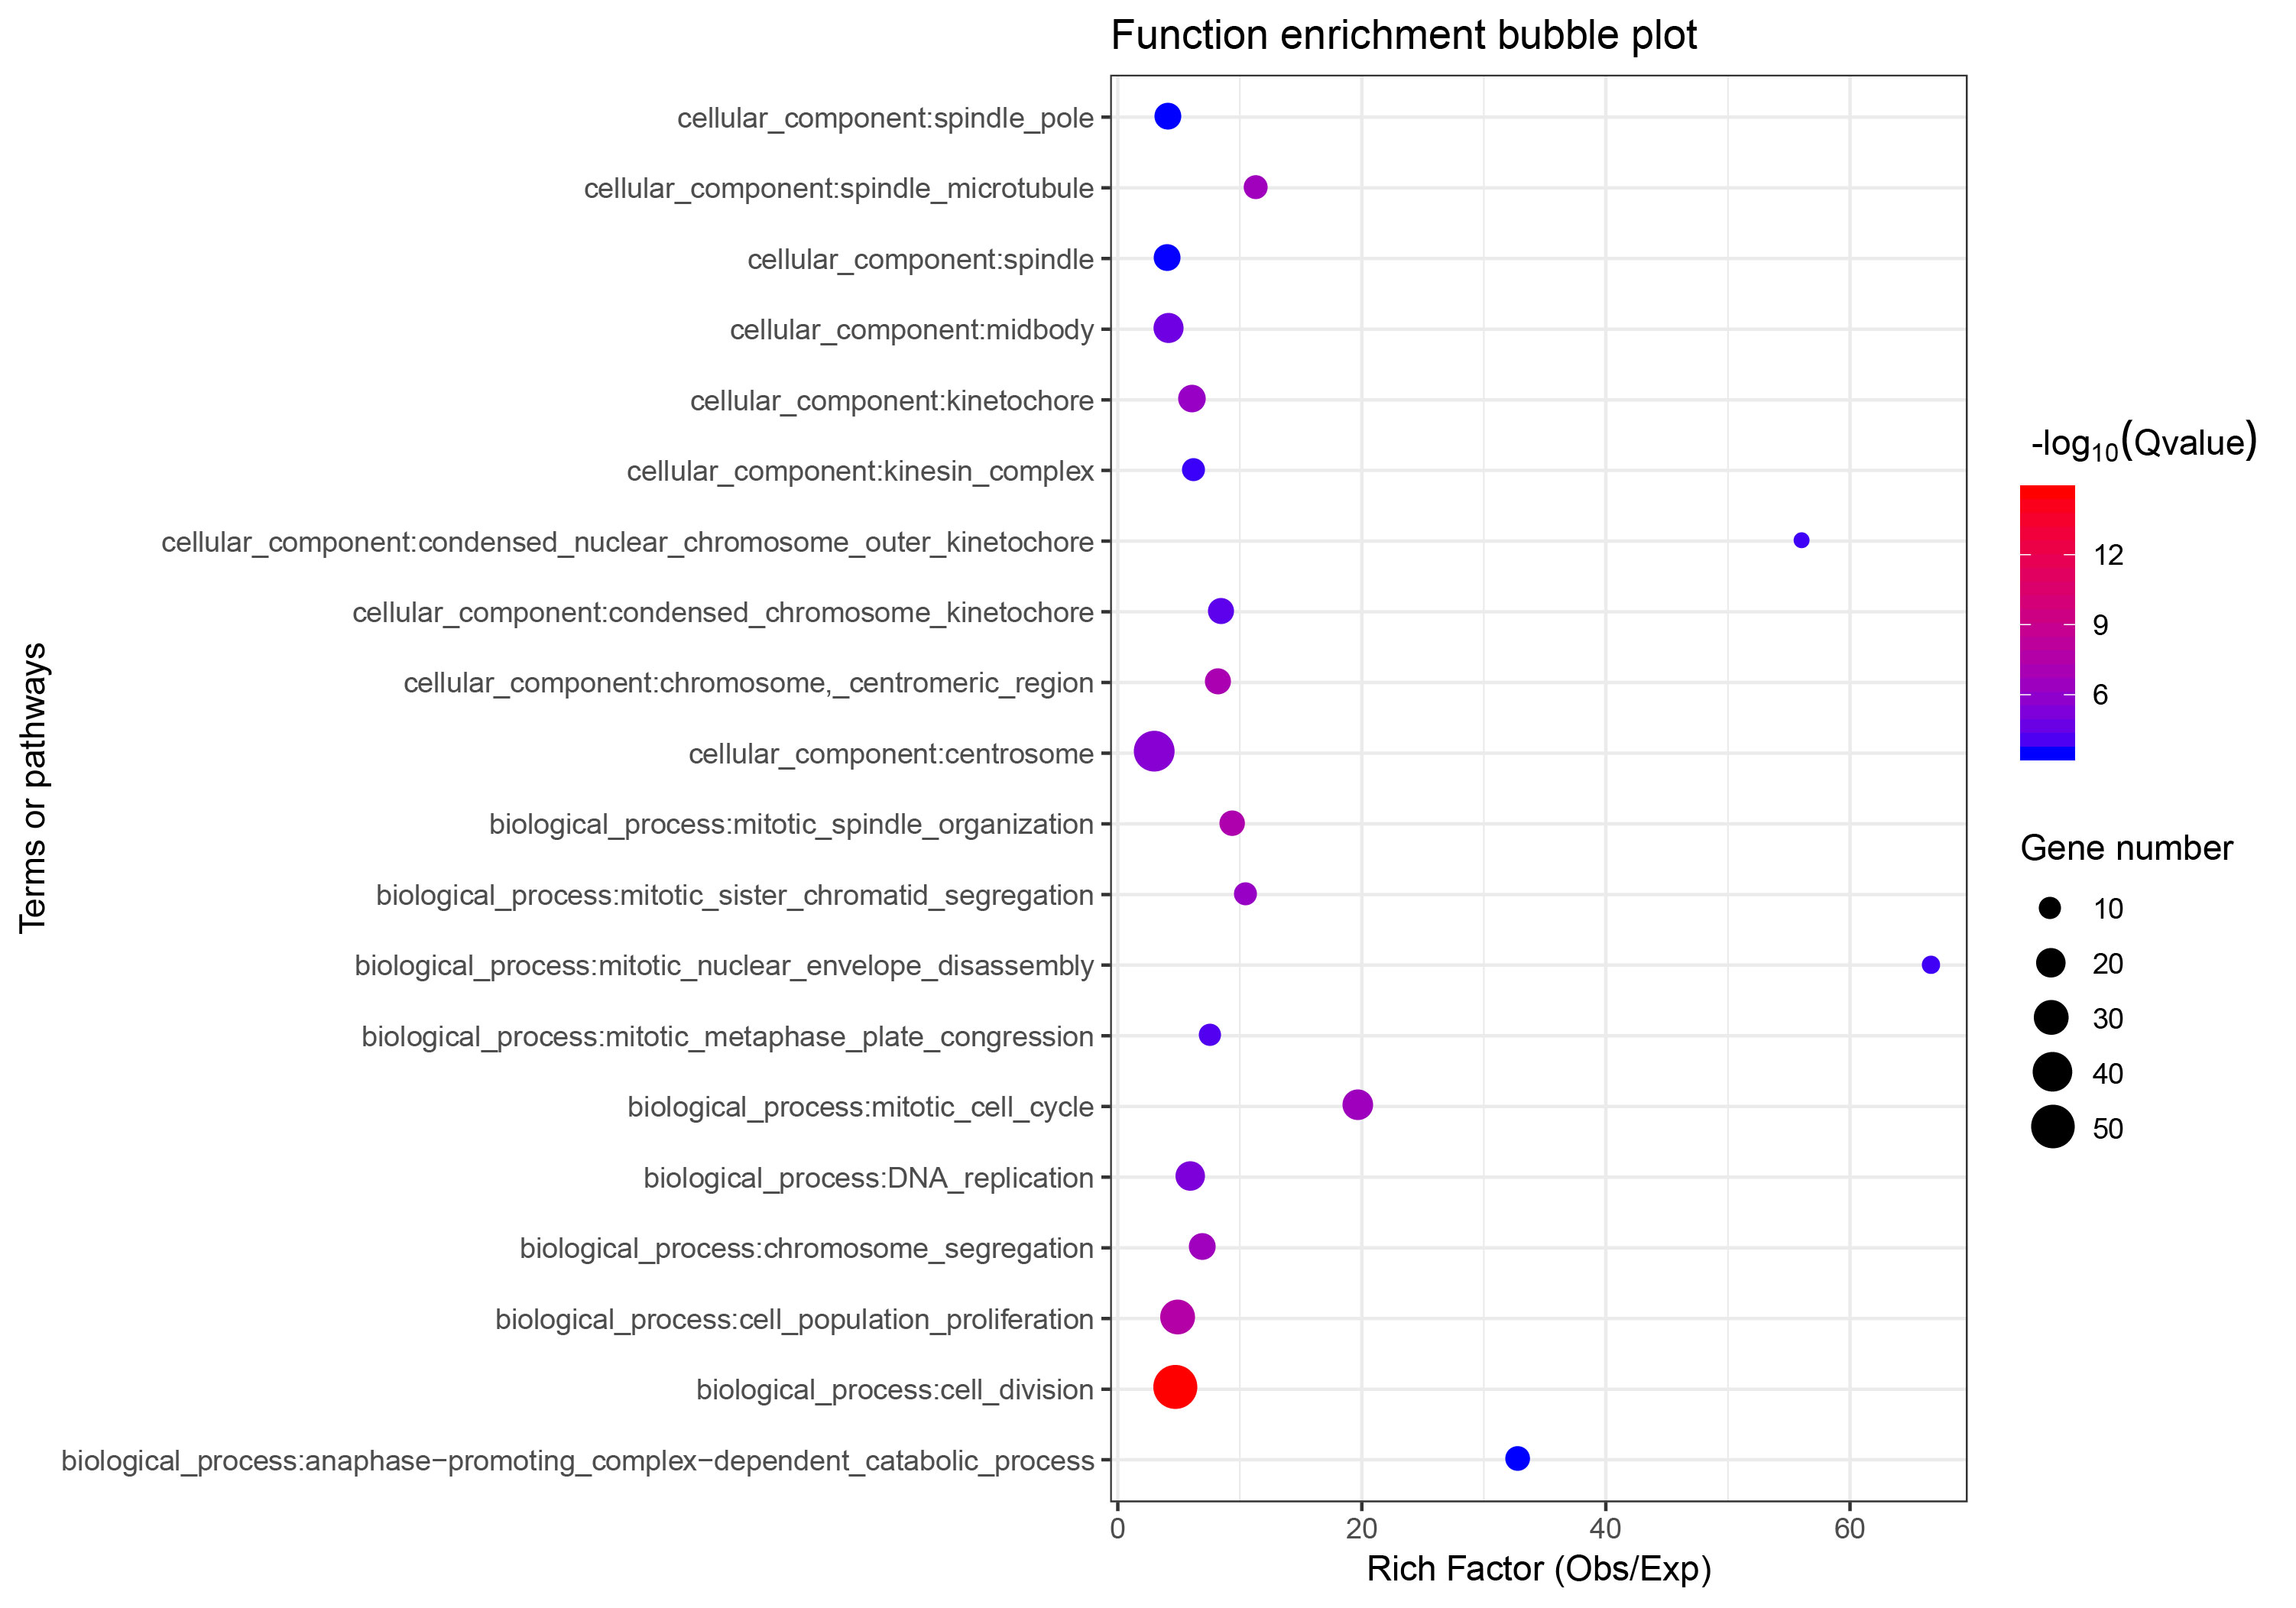 Function enrichment bubble plot
Terms or pathways
cellular_component:spindle_pole
cellular_component:spindle_microtubule
cellular_component:spindle
cellular_component:midbody
cellular_component:kinetochore
cellular_component:kinesin_complex
cellular_component:condensed_nuclear_chromosome_outer_kinetochore
cellular_component:condensed_chromosome_kinetochore
cellular_component:chromosome,_centromeric_region
cellular_component:centrosome
biological_process:mitotic_spindle_organization
biological_process:mitotic_sister_chromatid_segregation
biological_process:mitotic_nuclear_envelope_disassembly
biological_process:mitotic_metaphase_plate_congression
biological_process:mitotic_cell_cycle
biological_process:DNA_replication
biological_process:chromosome_segregation
biological_process:cell_population_proliferation
biological_process:cell_division
biological_process:anaphase−promoting_complex−dependent_catabolic_process
0 20 40 60
Rich Factor (Obs/Exp)
-log₁₀(Qvalue)
12
9
6
Gene number
10
20
30
40
50